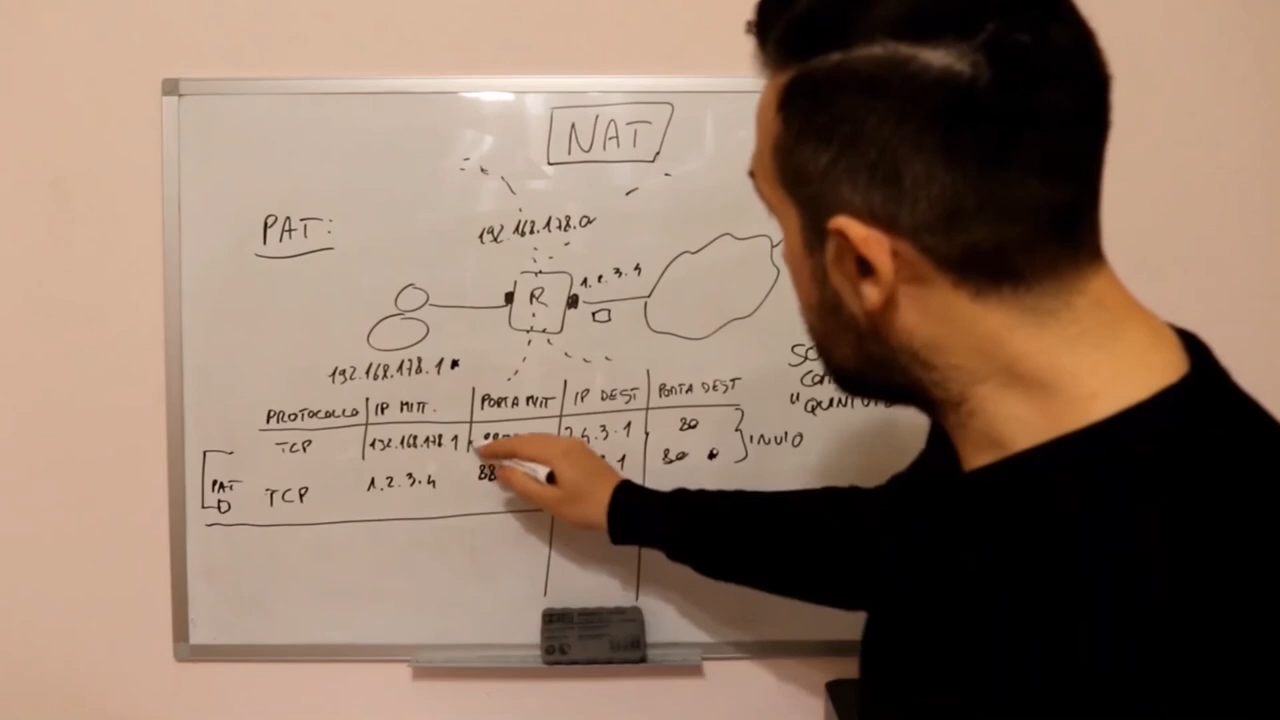 NAT
PAT:
192.168.178.0
R
1.2.3.4
192.168.178.1
PROTOCOLLO IP MITT. PORTA MIT IP DEST PORTA DEST
TCP 192.168.178.1 80 INVIO
80
PAT
TCP 1.2.3.4 88